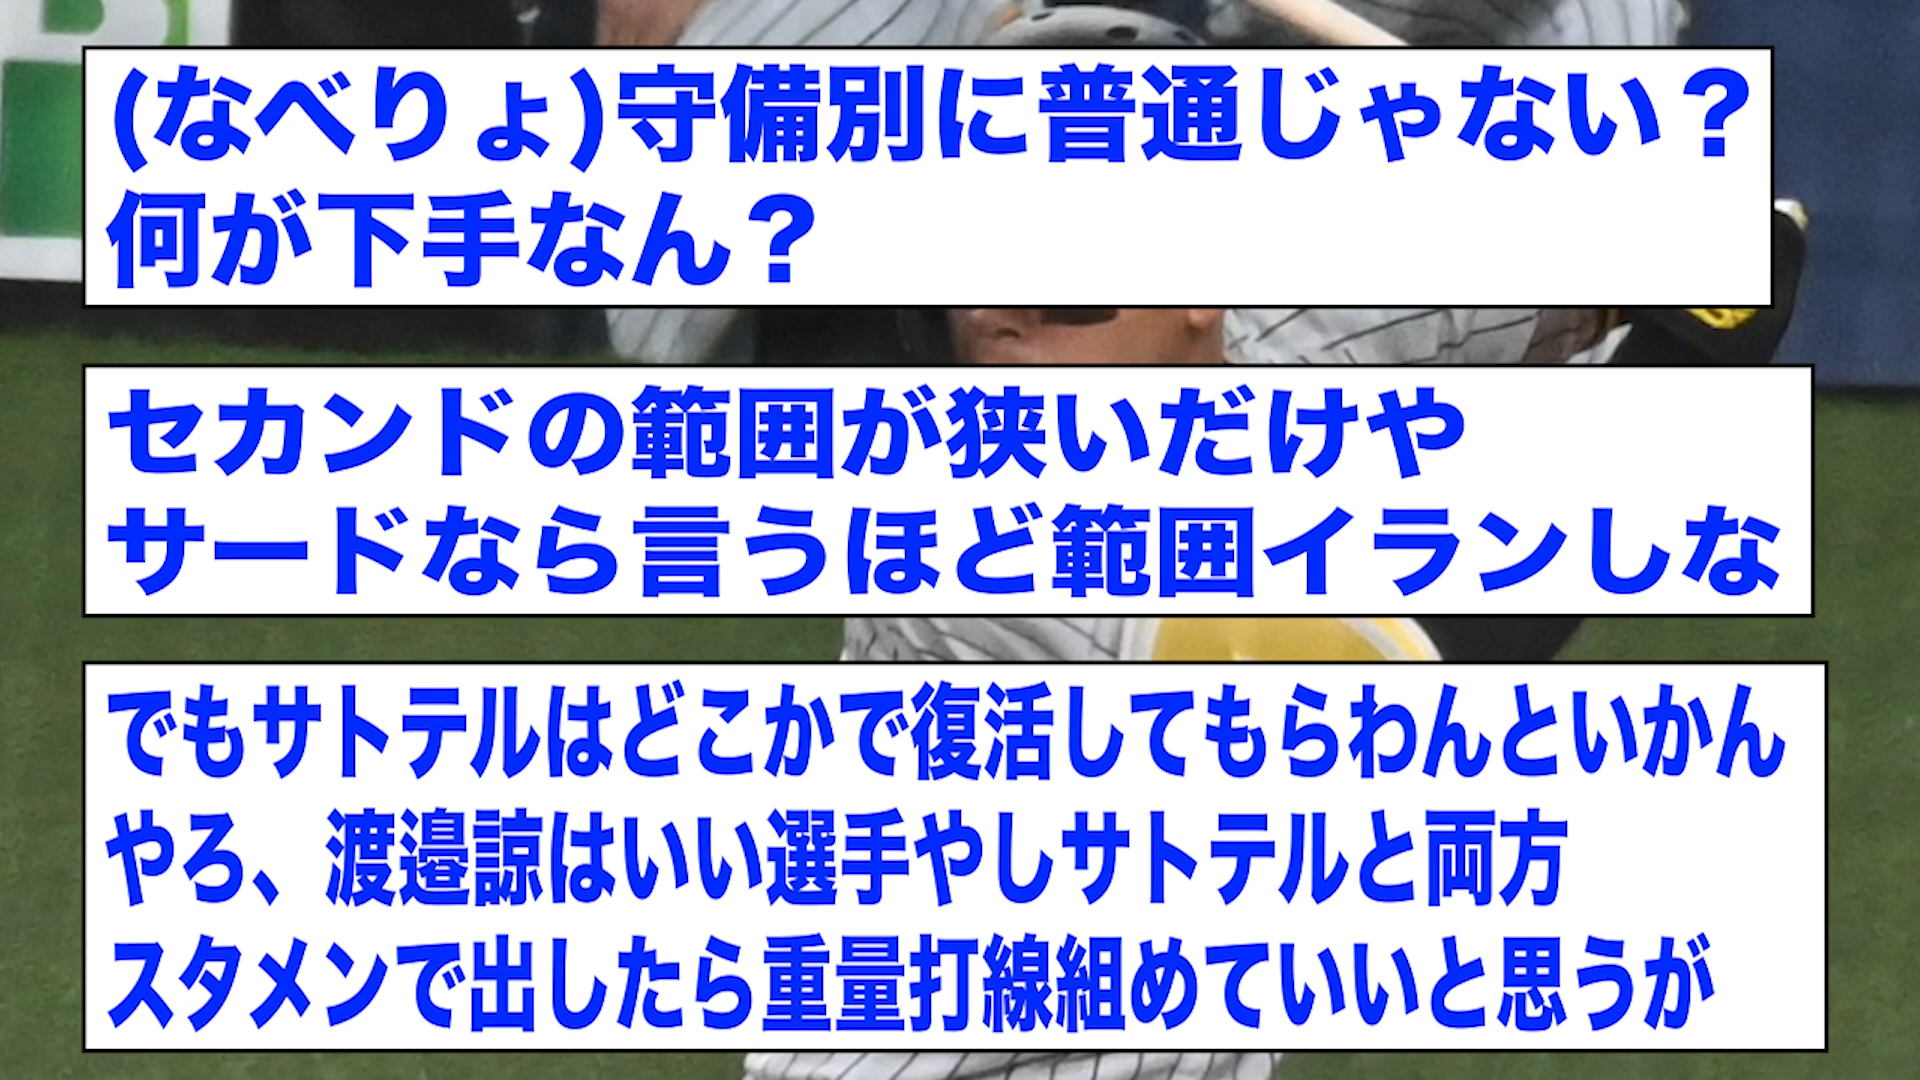 (なべりょ)守備別に普通じゃない？
何が下手なん？
セカンドの範囲が狭いだけや
サードなら言うほど範囲イランしな
でもサトテルはどこかで復活してもらわんといかん
やろ、渡邉諒はいい選手やしサトテルと両方
スタメンで出したら重量打線組めていいと思うが